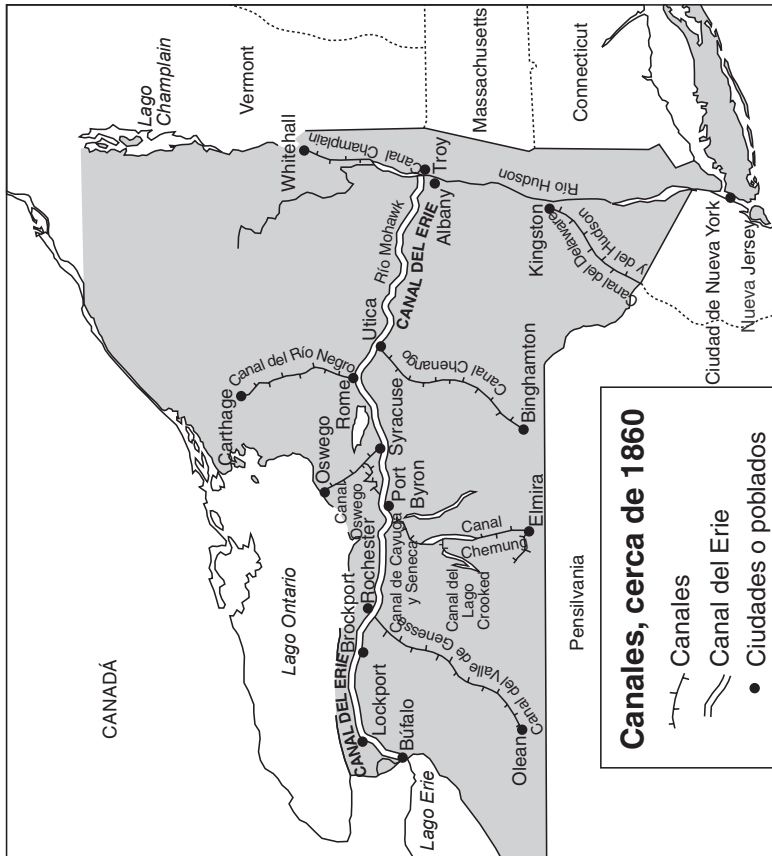 CANADÁ
Lago
Champlain
Vermont
Massachusetts
Connecticut
Lago Ontario
Lago Erie
Pensilvania
Nueva Jersey
Ciudad de Nueva York
Whitehall
Canal Champlain
Troy
Albany
Río Hudson
Río Mohawk
CANAL DEL ERIE
Kingston
Canal del Delaware
y del Hudson
Utica
Canal Chenango
Binghamton
Carthage
Canal del Río Negro
Rome
Oswego
Canal
Oswego
Syracuse
Port
Byron
Canal de Cayuga
y Seneca
Canal
Chemung
Elmira
Canal del
Lago
Crooked
Rochester
Brockport
CANAL DEL ERIE
Lockport
Búfalo
Canal del Valle de Genesse
Olean
Canales, cerca de 1860
Canales
Canal del Erie
Ciudades o poblados